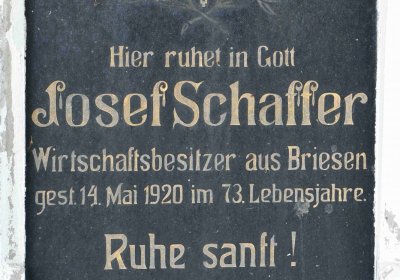 Hier ruhet in Gott
Josef Schaffer
Wirtschaftsbesitzer aus Briesen
gest. 14. Mai 1920 im 73. Lebensjahre.
Ruhe sanft!